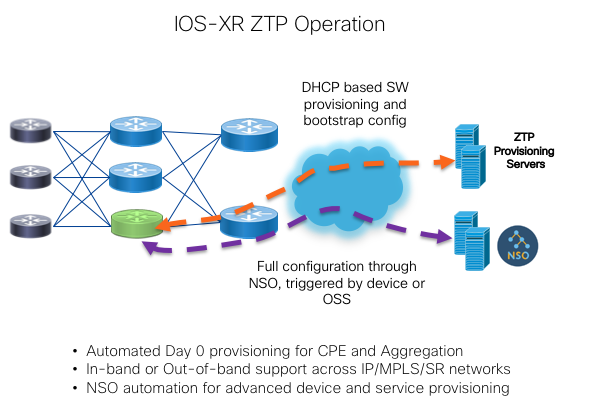 IOS-XR ZTP Operation
DHCP based SW
provisioning and
bootstrap config
ZTP
Provisioning
Servers
NSO
Full configuration through
NSO, triggered by device or
OSS
• Automated Day 0 provisioning for CPE and Aggregation
• In-band or Out-of-band support across IP/MPLS/SR networks
• NSO automation for advanced device and service provisioning